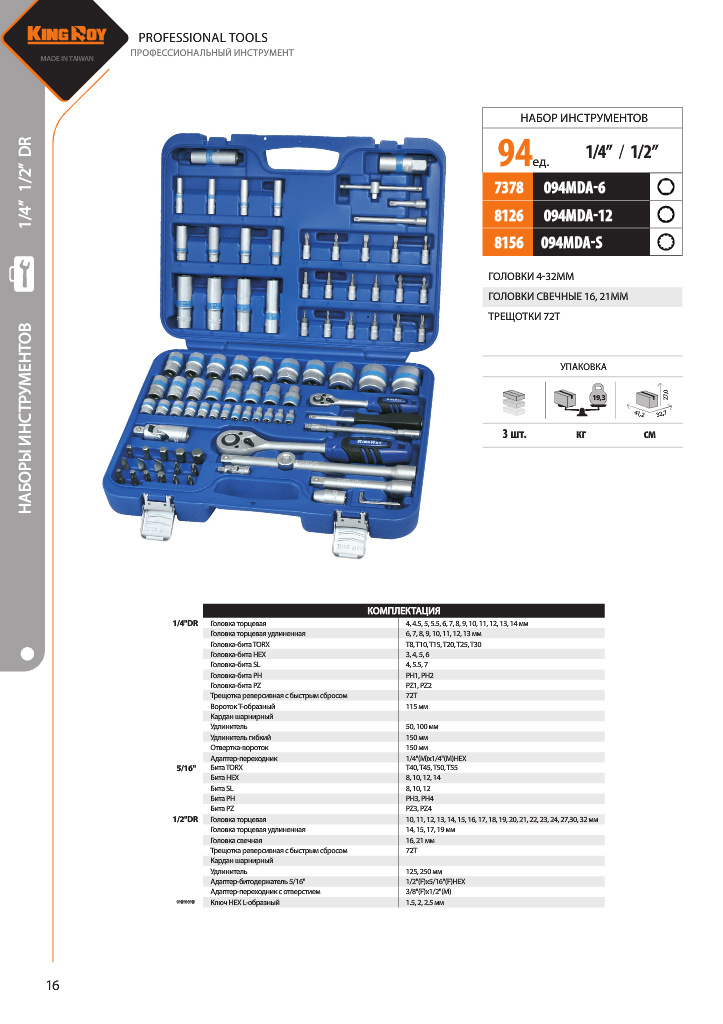 KING ROY
MADE IN TAIWAN
PROFESSIONAL TOOLS
ПРОФЕССИОНАЛЬНЫЙ ИНСТРУМЕНТ
1/4” 1/2” DR
НАБОРЫ ИНСТРУМЕНТОВ
НАБОР ИНСТРУМЕНТОВ
94 ед. 1/4” / 1/2”
7378 094MDA-6
8126 094MDA-12
8156 094MDA-S
ГОЛОВКИ 4-32ММ
ГОЛОВКИ СВЕЧНЫЕ 16, 21ММ
ТРЕЩОТКИ 72Т
УПАКОВКА
19,3
41,2 32,7 27,0
3 шт. кг см
КОМПЛЕКТАЦИЯ
1/4"DR Головка торцевая 4, 4.5, 5, 5.5, 6, 7, 8, 9, 10, 11, 12, 13, 14 мм
Головка торцевая удлиненная 6, 7, 8, 9, 10, 11, 12, 13 мм
Головка-бита TORX T8, T10, T15, T20, T25, T30
Головка-бита HEX 3, 4, 5, 6
Головка-бита SL 4, 5.5, 7
Головка-бита PH PH1, PH2
Головка-бита PZ PZ1, PZ2
Трещотка реверсивная с быстрым сбросом 72T
Вороток Т-образный 115 мм
Кардан шарнирный
Удлинитель 50, 100 мм
Удлинитель гибкий 150 мм
Отвертка-вороток 150 мм
Адаптер-переходник 1/4"(M)x1/4"(M)HEX
5/16" Бита TORX T40, T45, T50, T55
Бита HEX 8, 10, 12, 14
Бита SL 8, 10, 12
Бита PH PH3, PH4
Бита PZ PZ3, PZ4
1/2"DR Головка торцевая 10, 11, 12, 13, 14, 15, 16, 17, 18, 19, 20, 21, 22, 23, 24, 27,30, 32 мм
Головка торцевая удлиненная 14, 15, 17, 19 мм
Головка свечная 16, 21 мм
Трещотка реверсивная с быстрым сбросом 72T
Кардан шарнирный
Удлинитель 125, 250 мм
Адаптер-битодержатель 5/16" 1/2"(F)x5/16"(F)HEX
Адаптер-переходник с отверстием 3/8"(F)x1/2"(M)
Ключ HEX L-образный 1.5, 2, 2.5 мм
16